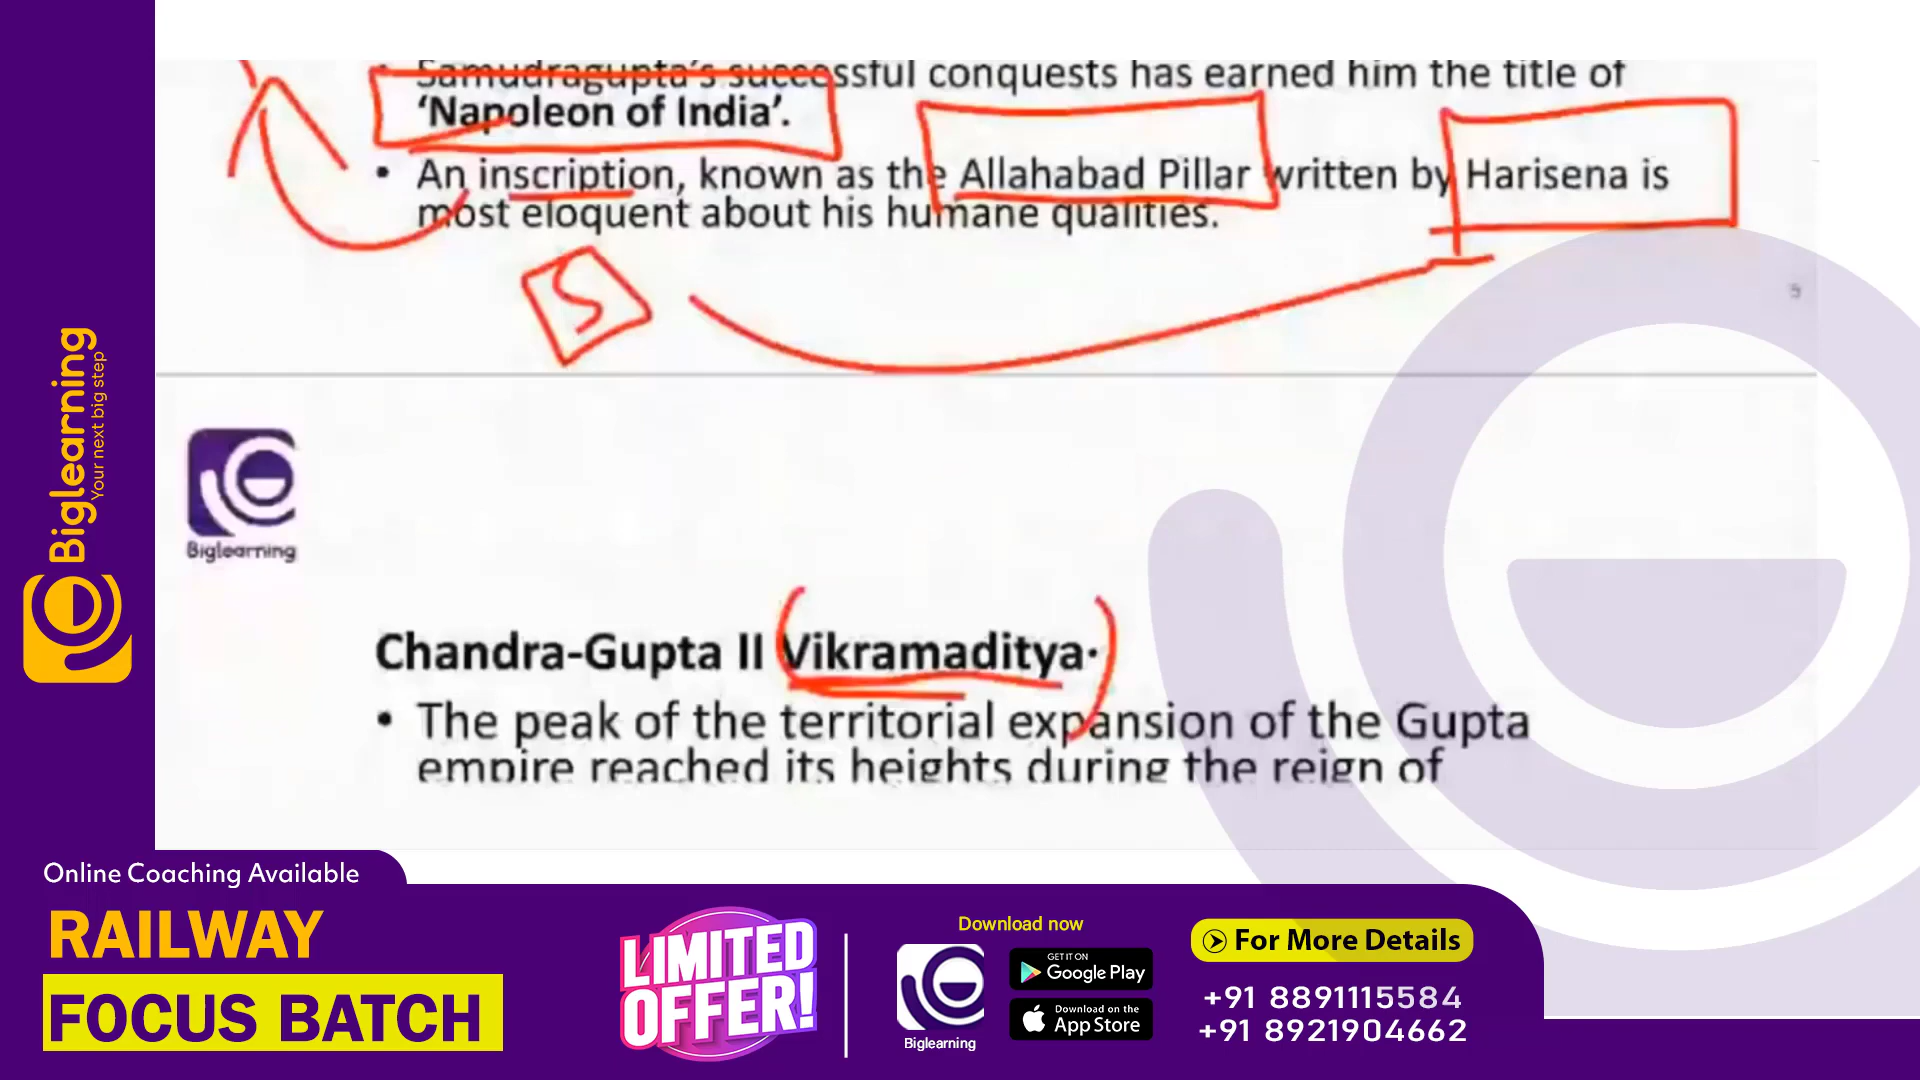 Samudragupta's successful conquests has earned him the title of
'Napoleon of India'.
• An inscription, known as the Allahabad Pillar written by Harisena is
most eloquent about his humane qualities.
S
Biglearning
Chandra-Gupta II Vikramaditya·
• The peak of the territorial expansion of the Gupta
empire reached its heights during the reign of
Biglearning
Your next big step
Online Coaching Available
RAILWAY
FOCUS BATCH
LIMITED
OFFER!
Download now
GET IT ON
Google Play
Download on the
App Store
Biglearning
For More Details
+91 8891115584
+91 8921904662